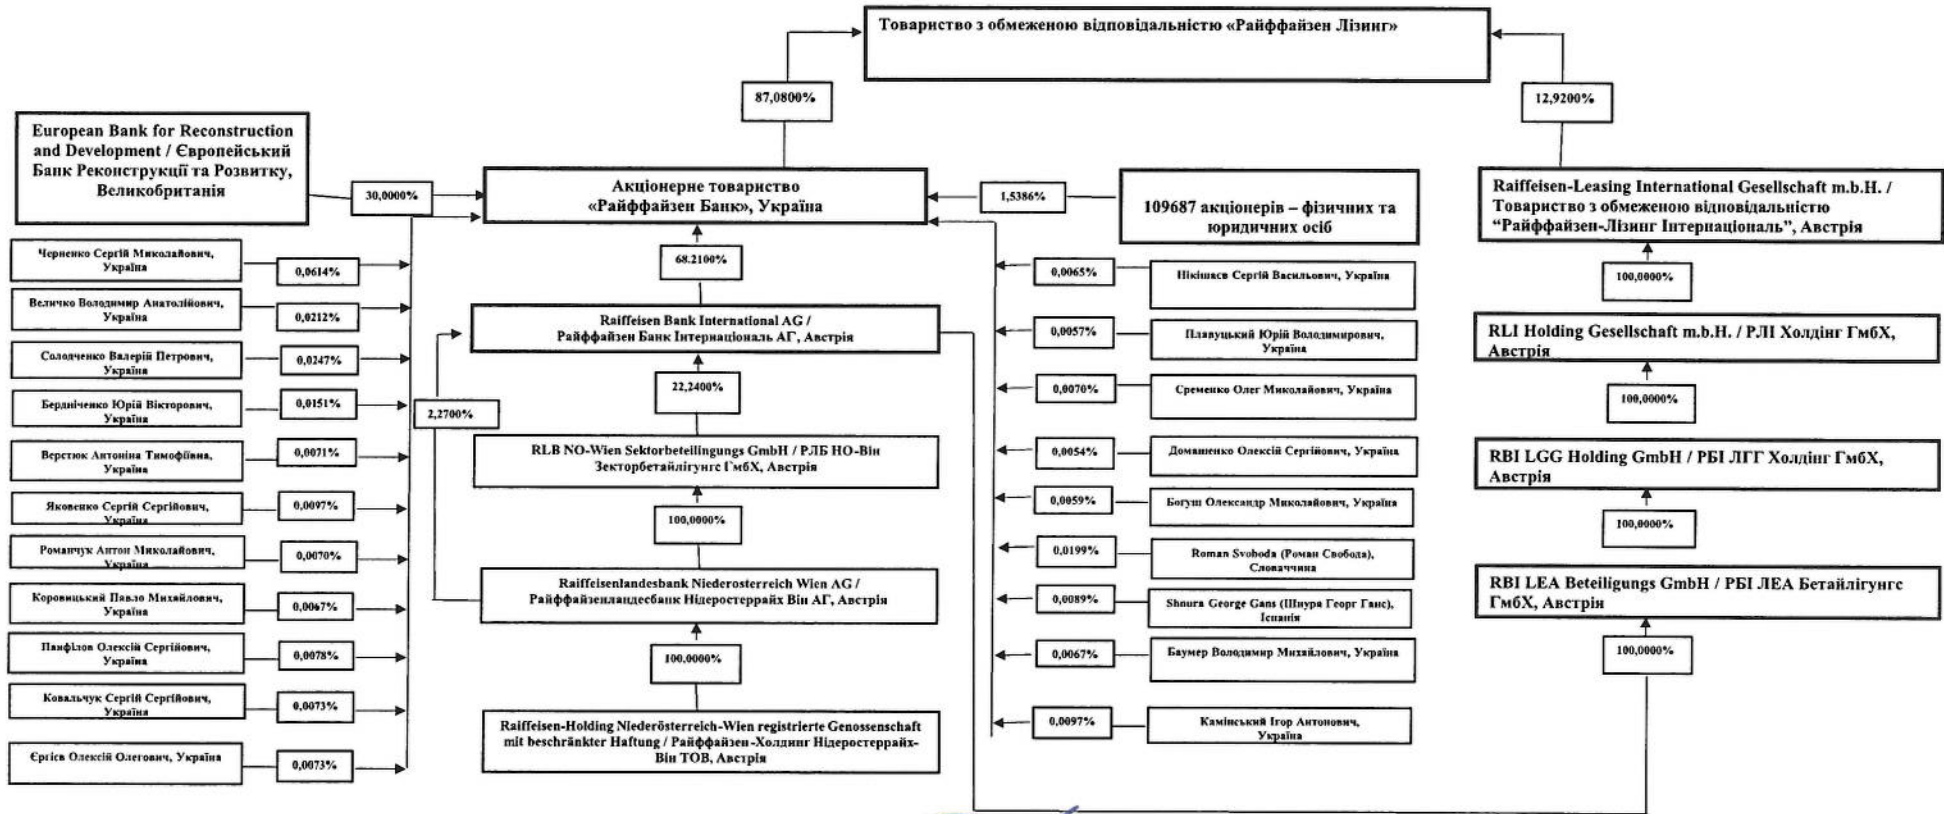 Товариство з обмеженою відповідальністю «Райффайзен Лізинг»
87,0800%
12,9200%
European Bank for Reconstruction
and Development / Європейський
Банк Реконструкції та Розвитку,
Великобританія
30,0000%
Акціонерне товариство
«Райффайзен Банк», Україна
1,5386%
109687 акціонерів – фізичних та
юридичних осіб
Raiffeisen-Leasing International Gesellschaft m.b.H. /
Товариство з обмеженою відповідальністю
“Райффайзен-Лізинг Інтернаціональ”, Австрія
Черненко Сергій Миколайович,
Україна
0,0614%
Величко Володимир Анатолійович,
Україна
0,0212%
Солодченко Валерій Петрович,
Україна
0,0247%
Бердніченко Юрій Вікторович,
Україна
0,0151%
Верстюк Антоніна Тимофіївна,
Україна
0,0071%
Яковенко Сергій Сергійович,
Україна
0,0097%
Романчук Антон Миколайович,
Україна
0,0070%
Коровицький Павло Михайлович,
Україна
0,0067%
Панфілов Олексій Сергійович,
Україна
0,0078%
Ковальчук Сергій Сергійович,
Україна
0,0073%
Єргієв Олексій Олегович, Україна
0,0073%
68.2100%
Raiffeisen Bank International AG /
Райффайзен Банк Інтернаціональ АГ, Австрія
22,2400%
2,2700%
RLB NO-Wien Sektorbeteilingungs GmbH / РЛБ НО-Він
Зекторбетайлігунгс ГмбХ, Австрія
100,0000%
Raiffeisenlandesbank Niederosterreich Wien AG /
Райффайзенландесбанк Нідеростеррайх Він АГ, Австрія
100,0000%
Raiffeisen-Holding Niederösterreich-Wien registrierte Genossenschaft
mit beschränkter Haftung / Райффайзен-Холдинг Нідеростеррайх-
Він ТОВ, Австрія
0,0065%
Нікішаєв Сергій Васильович, Україна
0,0057%
Плавуцький Юрій Володимирович,
Україна
0,0070%
Єременко Олег Миколайович, Україна
0,0054%
Домашенко Олексій Сергійович, Україна
0,0059%
Богуш Олександр Миколайович, Україна
0,0199%
Roman Svoboda (Роман Свобода),
Словаччина
0,0089%
Shnura George Gans (Шнура Георг Ганс),
Іспанія
0,0067%
Баумер Володимир Михайлович, Україна
0,0097%
Камінський Ігор Антонович,
Україна
100,0000%
RLI Holding Gesellschaft m.b.H. / РЛІ Холдінг ГмбХ,
Австрія
100,0000%
RBI LGG Holding GmbH / РБІ ЛГГ Холдінг ГмбХ,
Австрія
100,0000%
RBI LEA Beteiligungs GmbH / РБІ ЛЕА Бетайлігунгс
ГмбХ, Австрія
100,0000%